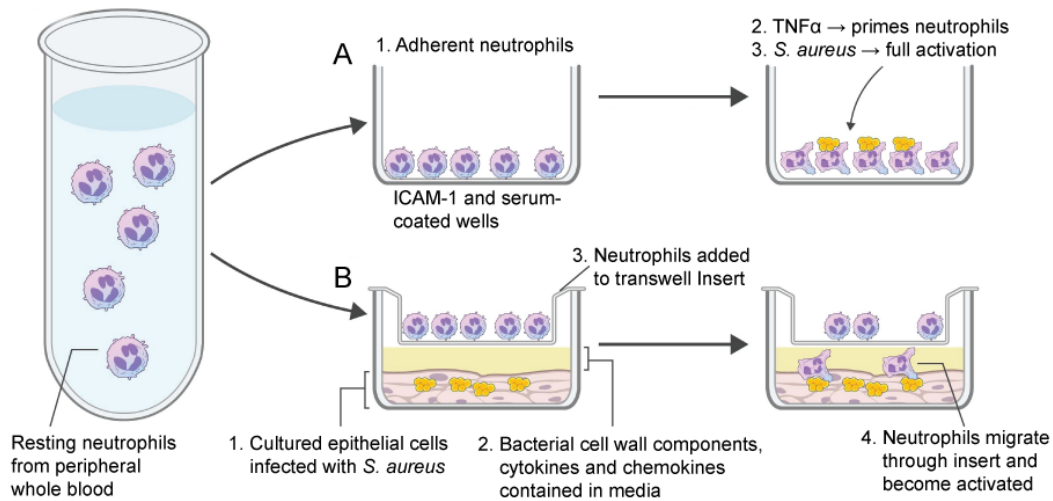 A
1. Adherent neutrophils
ICAM-1 and serum-
coated wells
2. TNFα → primes neutrophils
3. S. aureus → full activation
B
3. Neutrophils added
to transwell Insert
Resting neutrophils
from peripheral
whole blood
1. Cultured epithelial cells
infected with S. aureus
2. Bacterial cell wall components,
cytokines and chemokines
contained in media
4. Neutrophils migrate
through insert and
become activated